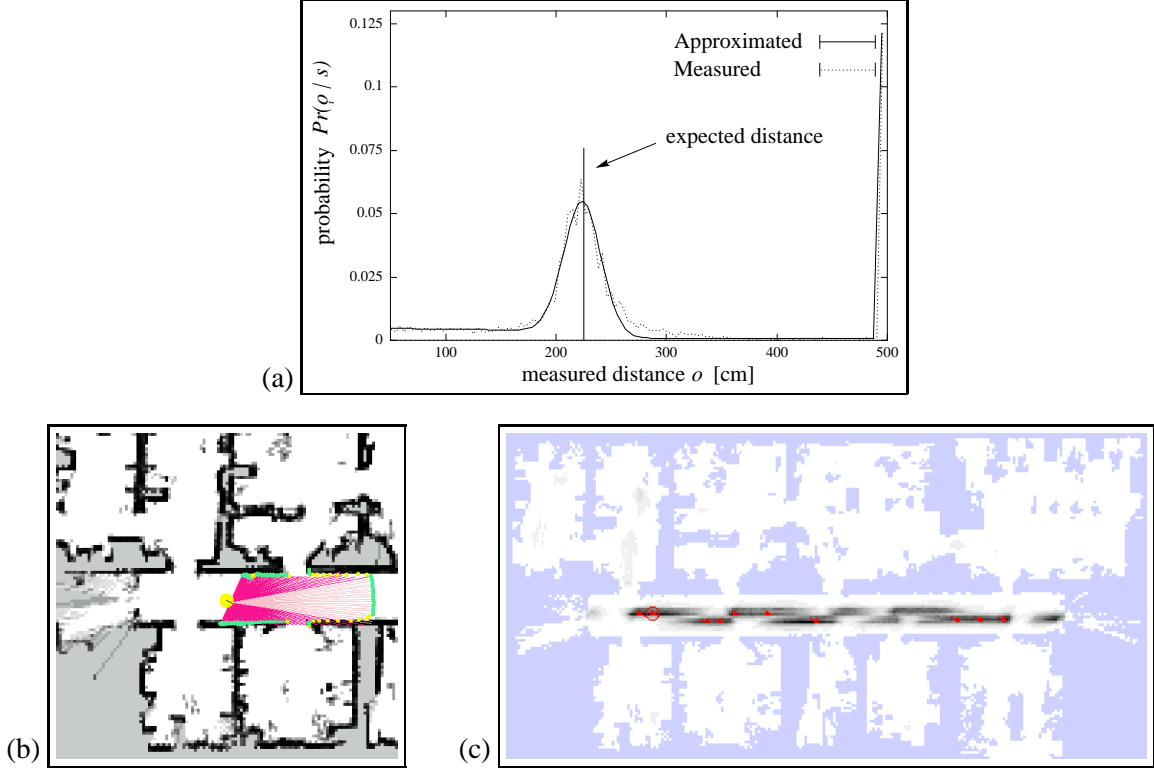 0.125
0.1
0.075
0.05
0.025
0
probability Pr(o / s)
Approximated
Measured
expected distance
100
200
300
400
500
measured distance o [cm]
(a)
(b)
(c)